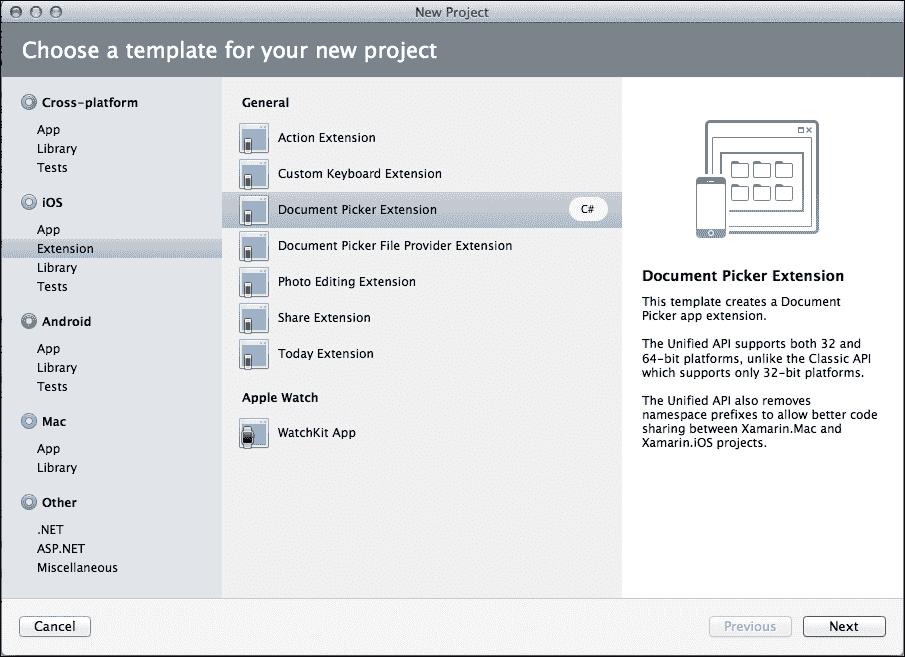 New Project
Choose a template for your new project
Cross-platform
App
Library
Tests
iOS
App
Extension
Library
Tests
Android
App
Library
Tests
Mac
App
Library
Other
.NET
ASP.NET
Miscellaneous
General
Action Extension
Custom Keyboard Extension
Document Picker Extension C#
Document Picker File Provider Extension
Photo Editing Extension
Share Extension
Today Extension
Apple Watch
WatchKit App
Document Picker Extension
This template creates a Document
Picker app extension.
The Unified API supports both 32 and
64-bit platforms, unlike the Classic API
which supports only 32-bit platforms.
The Unified API also removes
namespace prefixes to allow better code
sharing between Xamarin.Mac and
Xamarin.iOS projects.
Cancel
Previous
Next